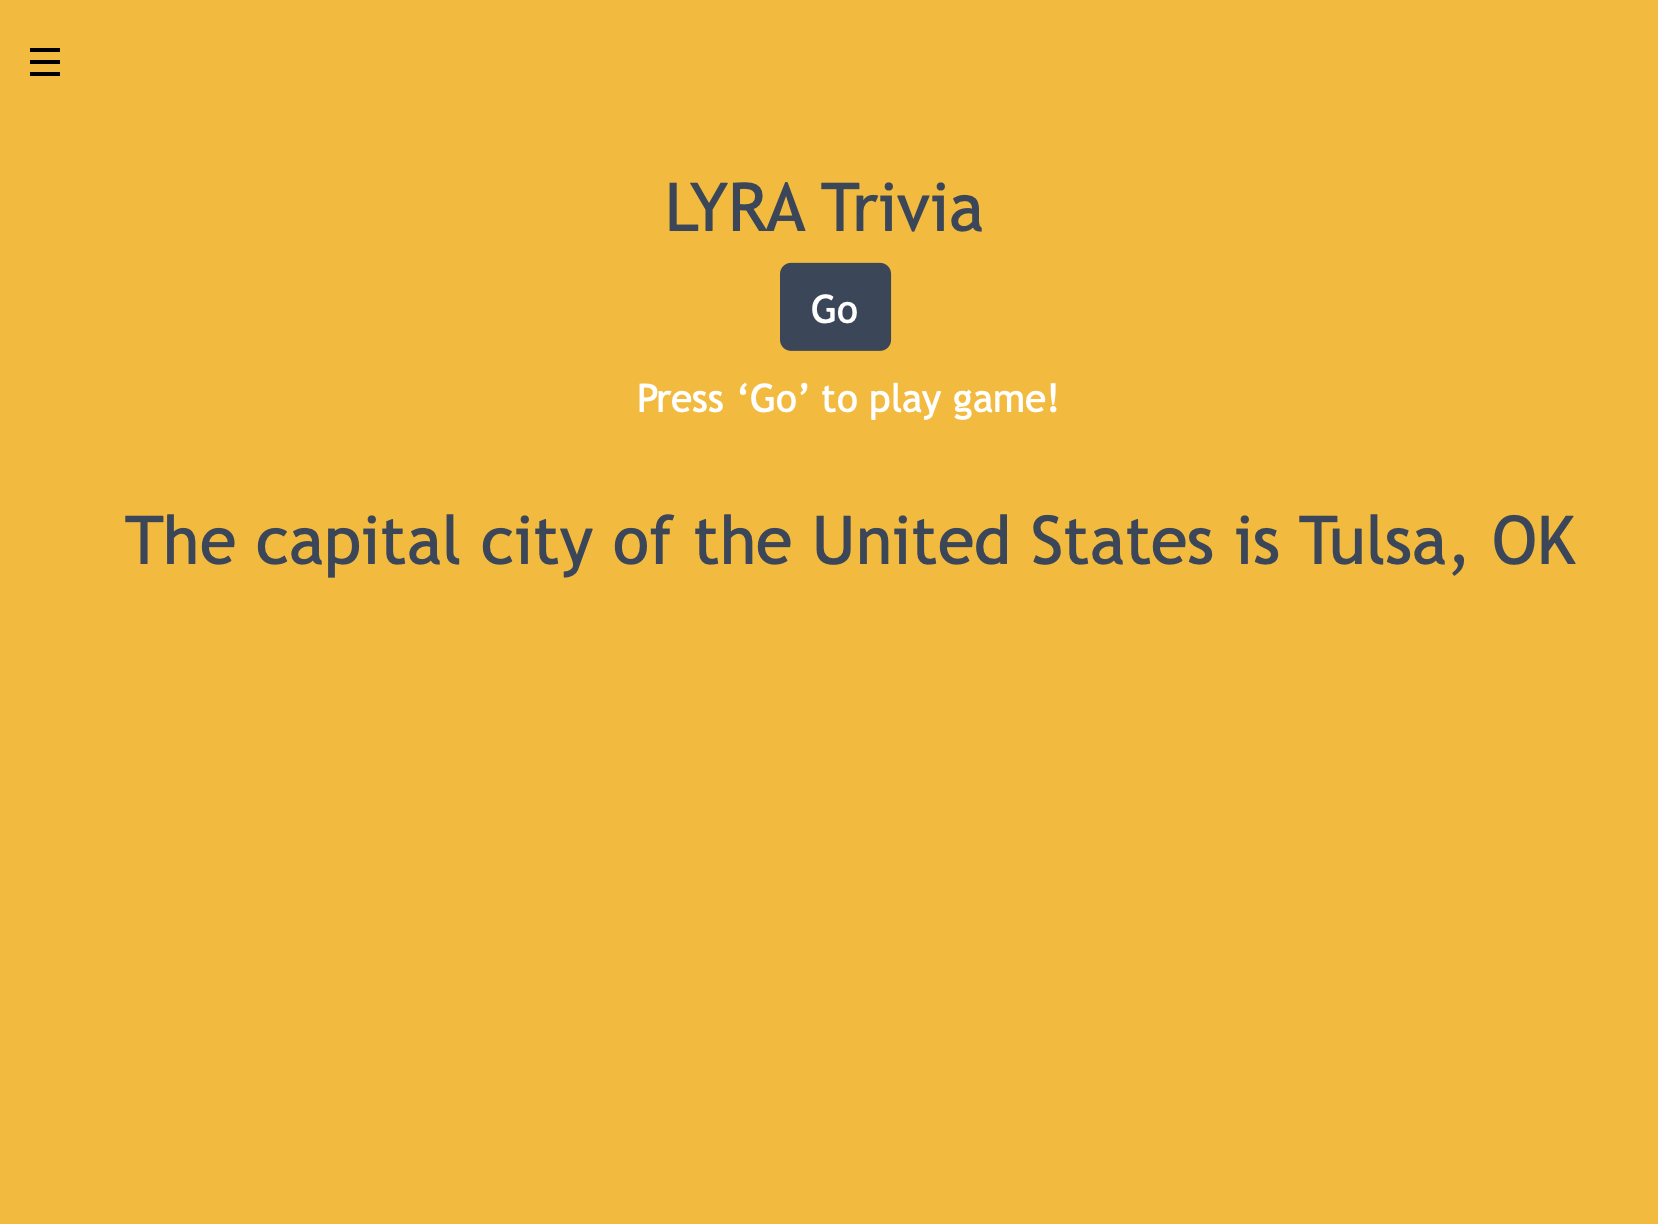 LYRA Trivia
Go
Press ‘Go’ to play game!
The capital city of the United States is Tulsa, OK